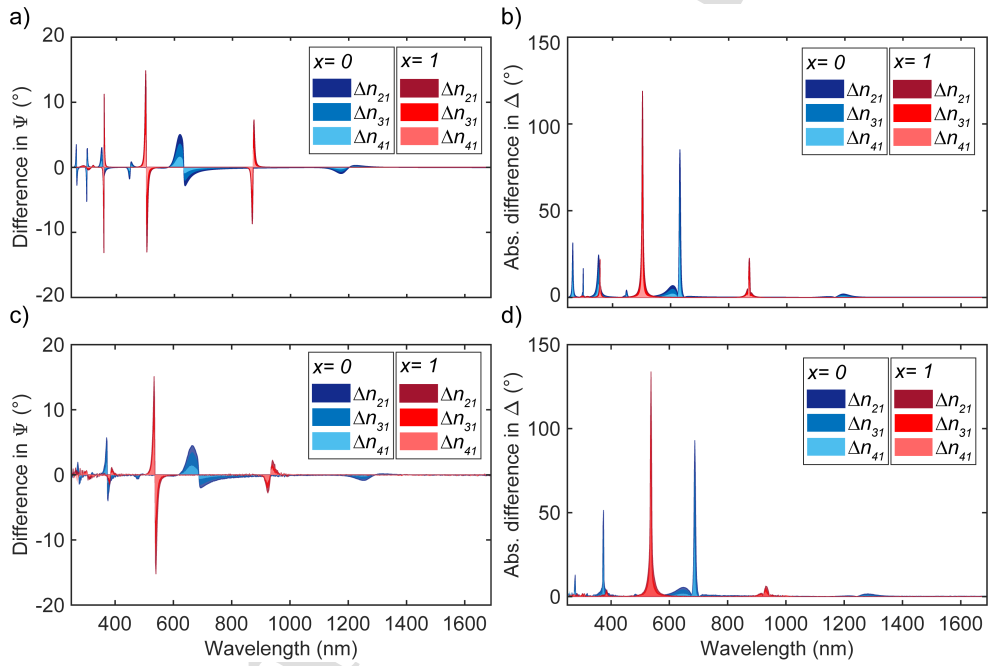 a)
20
10
0
-10
-20
Difference in Ψ (°)
x= 0
x= 1
Δn21
Δn31
Δn41
Δn21
Δn31
Δn41
b)
150
100
50
0
Abs. difference in Δ (°)
x= 0
x= 1
Δn21
Δn31
Δn41
Δn21
Δn31
Δn41
c)
20
10
0
-10
-20
Difference in Ψ (°)
x= 0
x= 1
Δn21
Δn31
Δn41
Δn21
Δn31
Δn41
400 600 800 1000 1200 1400 1600
Wavelength (nm)
d)
150
100
50
0
Abs. difference in Δ (°)
x= 0
x= 1
Δn21
Δn31
Δn41
Δn21
Δn31
Δn41
400 600 800 1000 1200 1400 1600
Wavelength (nm)